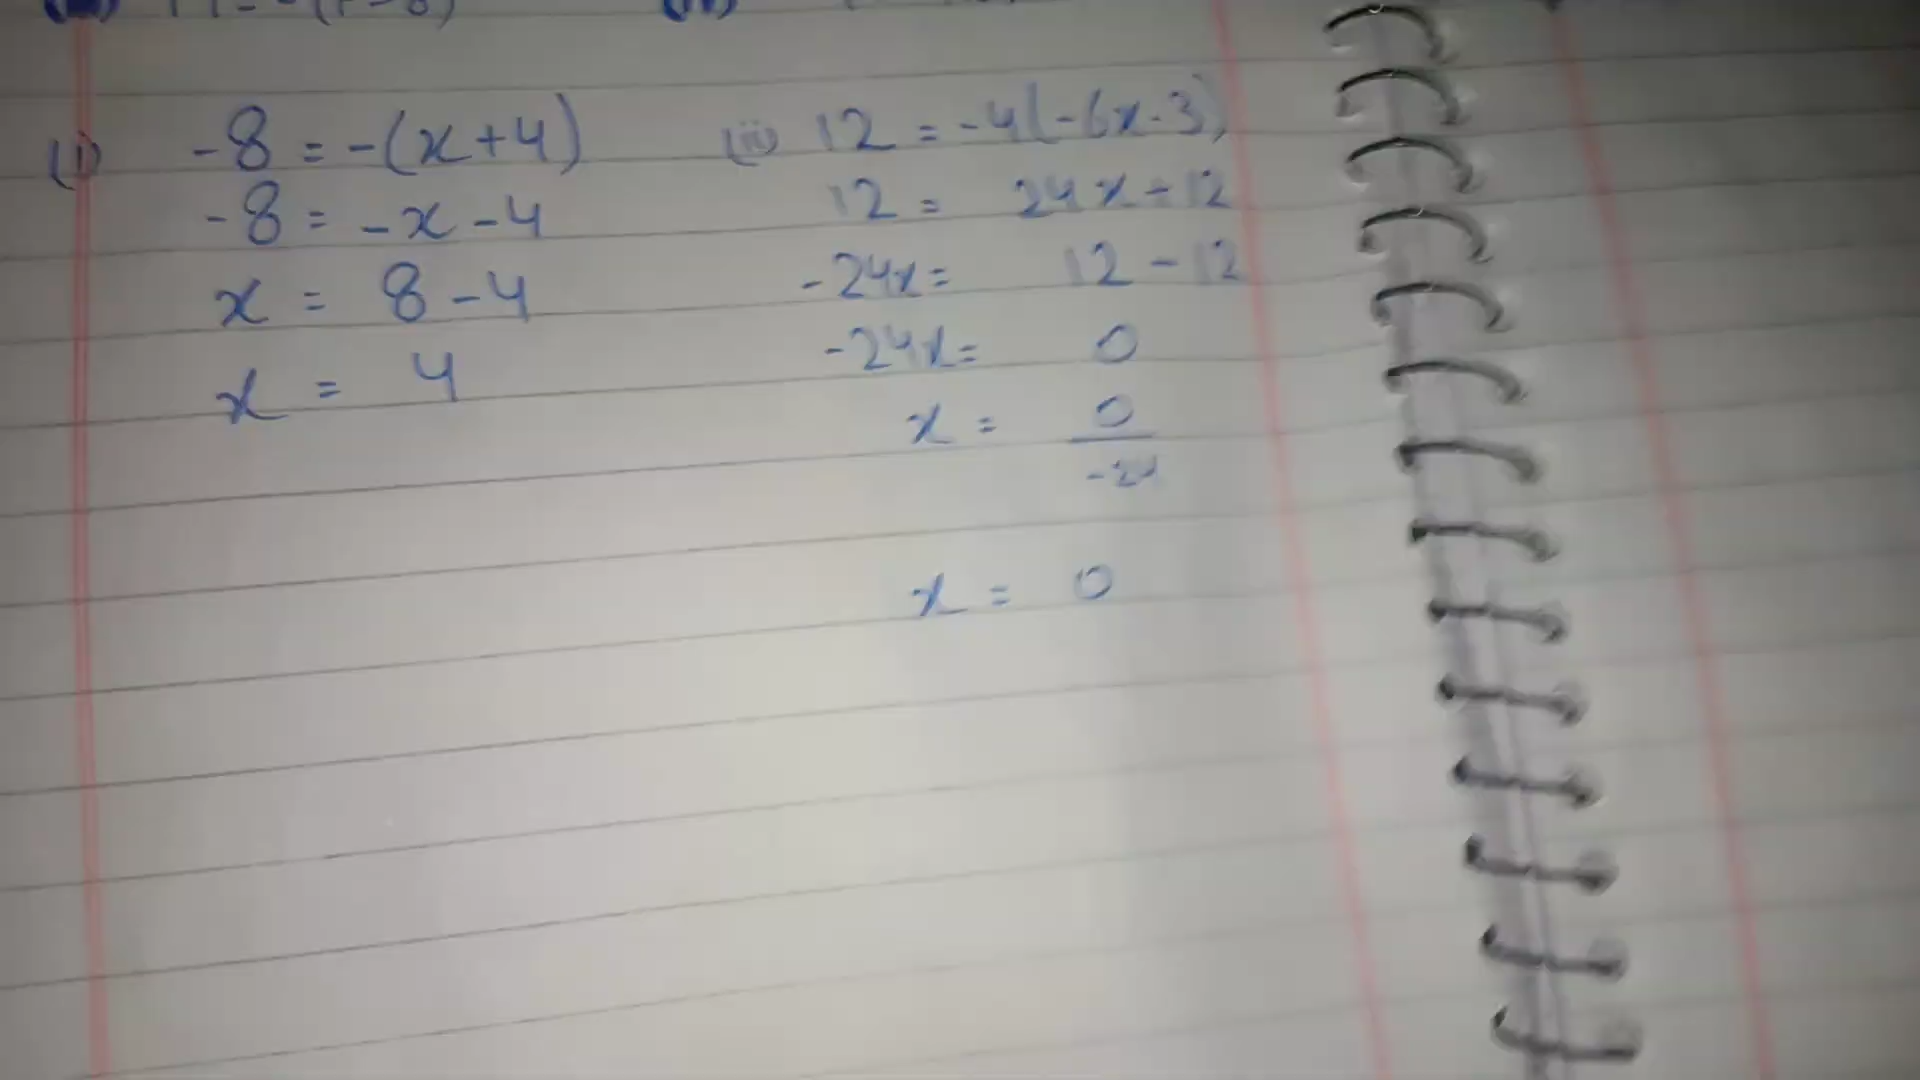 (i) -8 = -(x+4)
-8 = -x - 4
x = 8 - 4
x = 4
(ii) 12 = -4(-6x-3)
12 = 24x + 12
-24x = 12 - 12
-24x = 0
x = 0/-24
x = 0